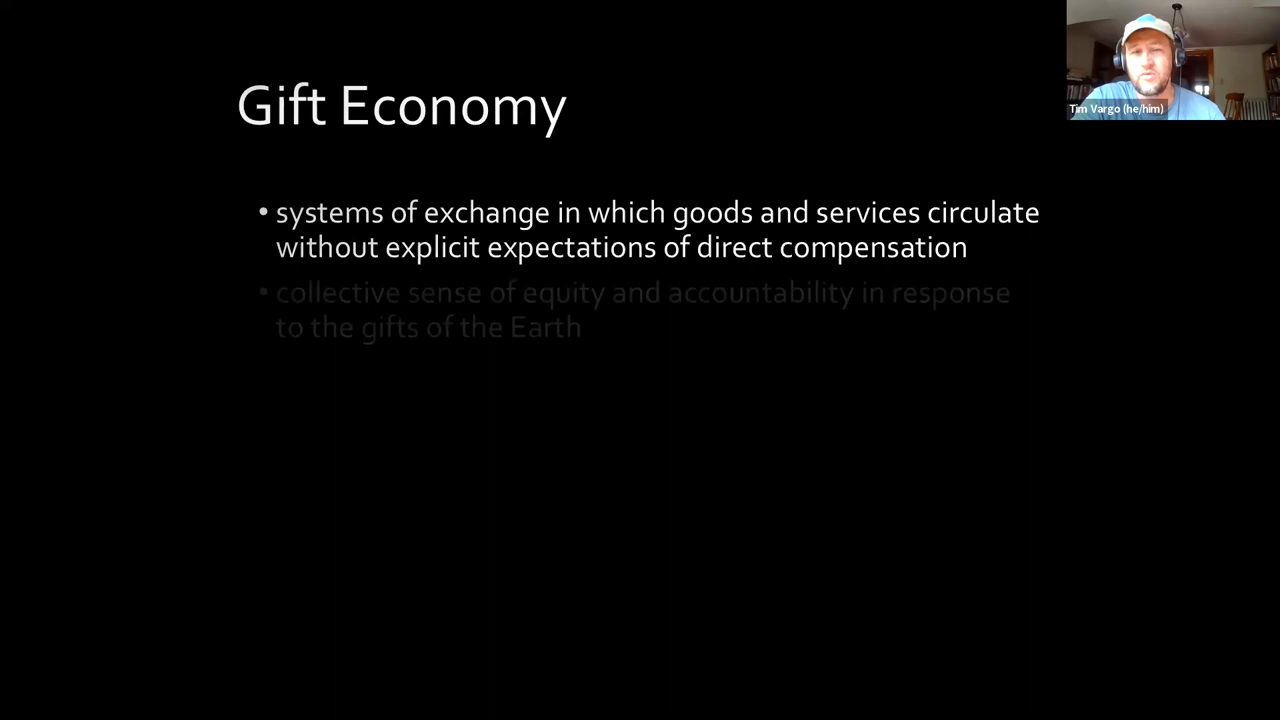 Gift Economy
• systems of exchange in which goods and services circulate
without explicit expectations of direct compensation
• collective sense of equity and accountability in response
to the gifts of the Earth
Tim Vargo (he/him)